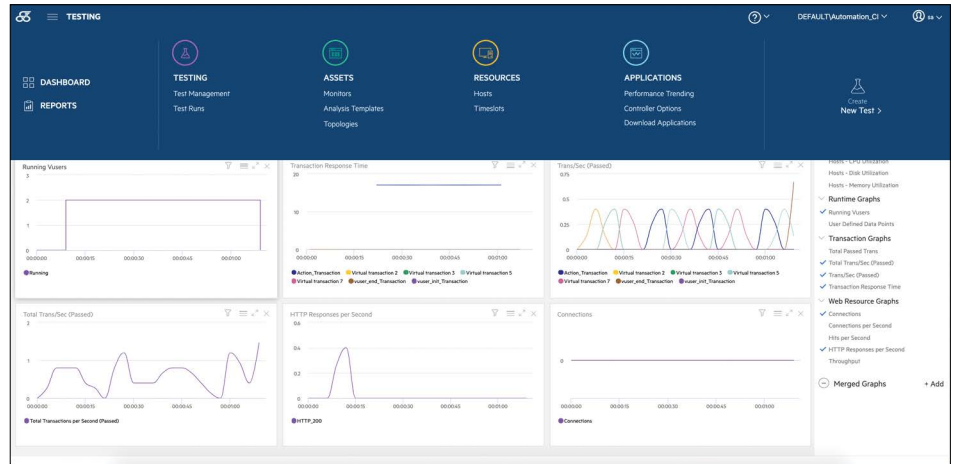 TESTING
DEFAULT\Automation_CI
sa
DASHBOARD
REPORTS
TESTING
Test Management
Test Runs
ASSETS
Monitors
Analysis Templates
Topologies
RESOURCES
Hosts
Timeslots
APPLICATIONS
Performance Trending
Controller Options
Download Applications
Create
New Test >
Running Vusers
3
2
1
0
00:00:00 00:00:15 00:00:30 00:00:45 00:01:00
Running
Transaction Response Time
20
10
0
00:00:00 00:00:15 00:00:30 00:00:45 00:01:00
Action_Transaction Virtual transaction 2 Virtual transaction 3 Virtual transaction 5
Virtual transaction 7 vuser_end_Transaction vuser_init_Transaction
Trans/Sec (Passed)
0.75
0.5
0.25
0
00:00:00 00:00:15 00:00:30 00:00:45 00:01:00
Action_Transaction Virtual transaction 2 Virtual transaction 3 Virtual transaction 5
Virtual transaction 7 vuser_end_Transaction vuser_init_Transaction
Hosts - CPU Utilization
Hosts - Disk Utilization
Hosts - Memory Utilization
Runtime Graphs
Running Vusers
User Defined Data Points
Transaction Graphs
Total Passed Trans
Total Trans/Sec (Passed)
Trans/Sec (Passed)
Transaction Response Time
Web Resource Graphs
Connections
Connections per Second
Hits per Second
HTTP Responses per Second
Throughput
Merged Graphs + Add
Total Trans/Sec (Passed)
1
0
00:00:00 00:00:15 00:00:30 00:00:45 00:01:00
Total Transactions per Second (Passed)
HTTP Responses per Second
0.6
0.4
0.2
0
00:00:00 00:00:15 00:00:30 00:00:45 00:01:00
HTTP_200
Connections
0
00:00:00 00:00:15 00:00:30 00:00:45 00:01:00
Connections